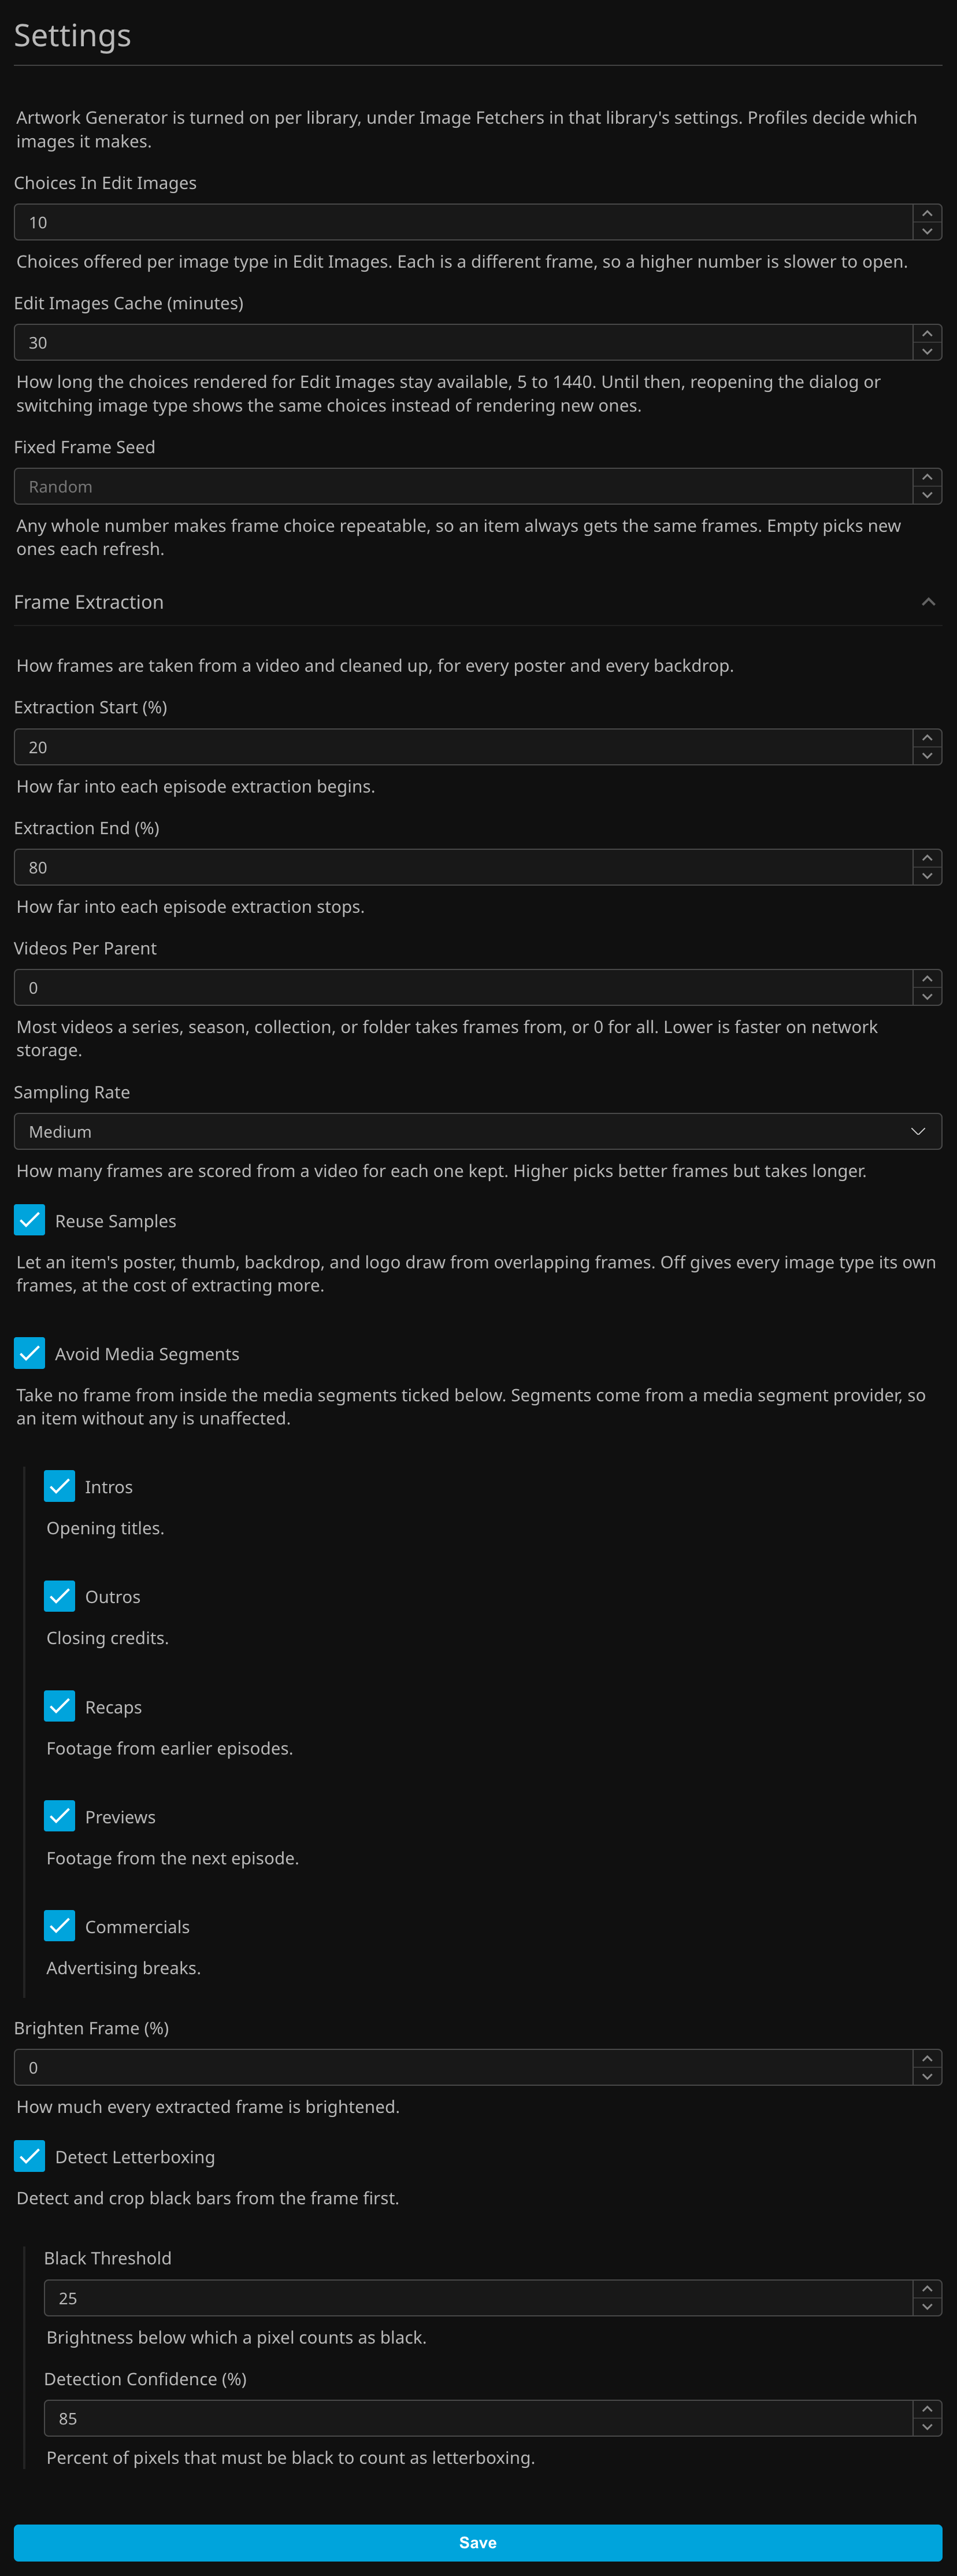 Settings
Artwork Generator is turned on per library, under Image Fetchers in that library's settings. Profiles decide which
images it makes.
Choices In Edit Images
10
Choices offered per image type in Edit Images. Each is a different frame, so a higher number is slower to open.
Edit Images Cache (minutes)
30
How long the choices rendered for Edit Images stay available, 5 to 1440. Until then, reopening the dialog or
switching image type shows the same choices instead of rendering new ones.
Fixed Frame Seed
Random
Any whole number makes frame choice repeatable, so an item always gets the same frames. Empty picks new
ones each refresh.
Frame Extraction
How frames are taken from a video and cleaned up, for every poster and every backdrop.
Extraction Start (%)
20
How far into each episode extraction begins.
Extraction End (%)
80
How far into each episode extraction stops.
Videos Per Parent
0
Most videos a series, season, collection, or folder takes frames from, or 0 for all. Lower is faster on network
storage.
Sampling Rate
Medium
How many frames are scored from a video for each one kept. Higher picks better frames but takes longer.
Reuse Samples
Let an item's poster, thumb, backdrop, and logo draw from overlapping frames. Off gives every image type its own
frames, at the cost of extracting more.
Avoid Media Segments
Take no frame from inside the media segments ticked below. Segments come from a media segment provider, so
an item without any is unaffected.
Intros
Opening titles.
Outros
Closing credits.
Recaps
Footage from earlier episodes.
Previews
Footage from the next episode.
Commercials
Advertising breaks.
Brighten Frame (%)
0
How much every extracted frame is brightened.
Detect Letterboxing
Detect and crop black bars from the frame first.
Black Threshold
25
Brightness below which a pixel counts as black.
Detection Confidence (%)
85
Percent of pixels that must be black to count as letterboxing.
Save